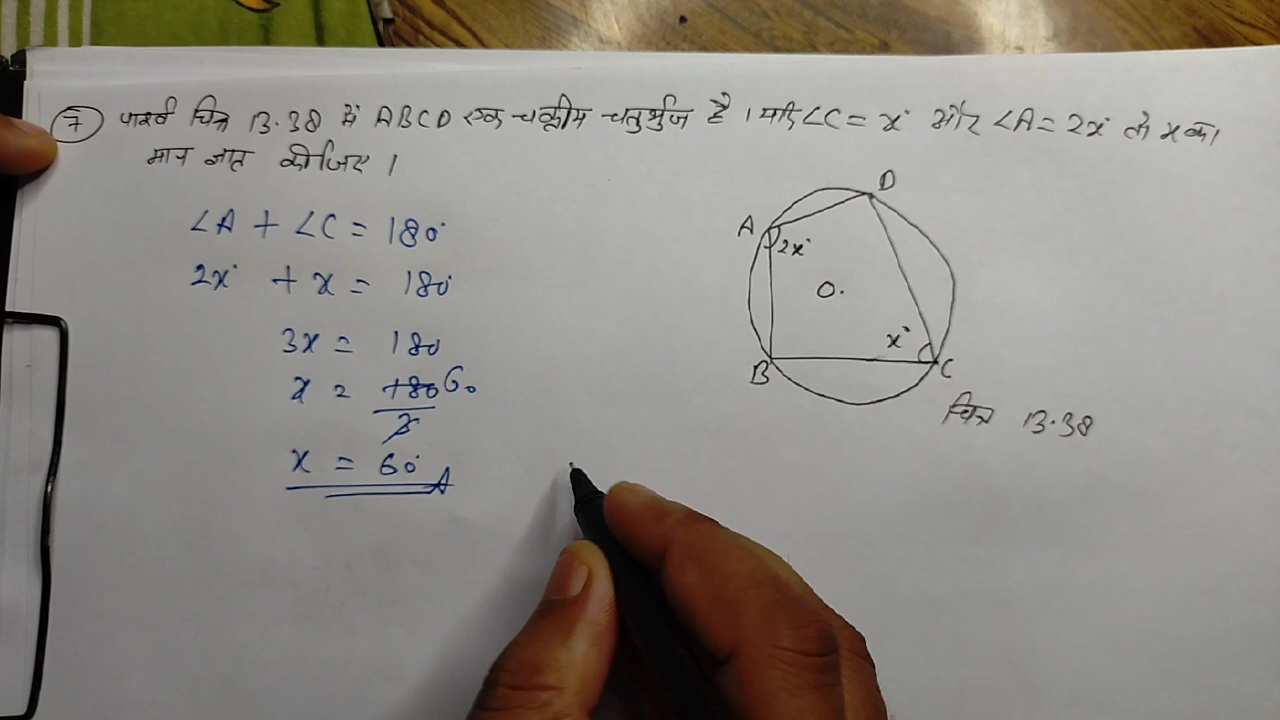 7 पार्श्व चित्र 13.38 में ABCD एक चक्रीय चतुर्भुज है । यदि ∠C = x° और ∠A = 2x° तो x का
मान ज्ञात कीजिए ।
∠A + ∠C = 180°
2x° + x = 180°
3x = 180
x = 180 60
3
x = 60° A
D
A
2x°
O.
x°
B
C
चित्र 13.38